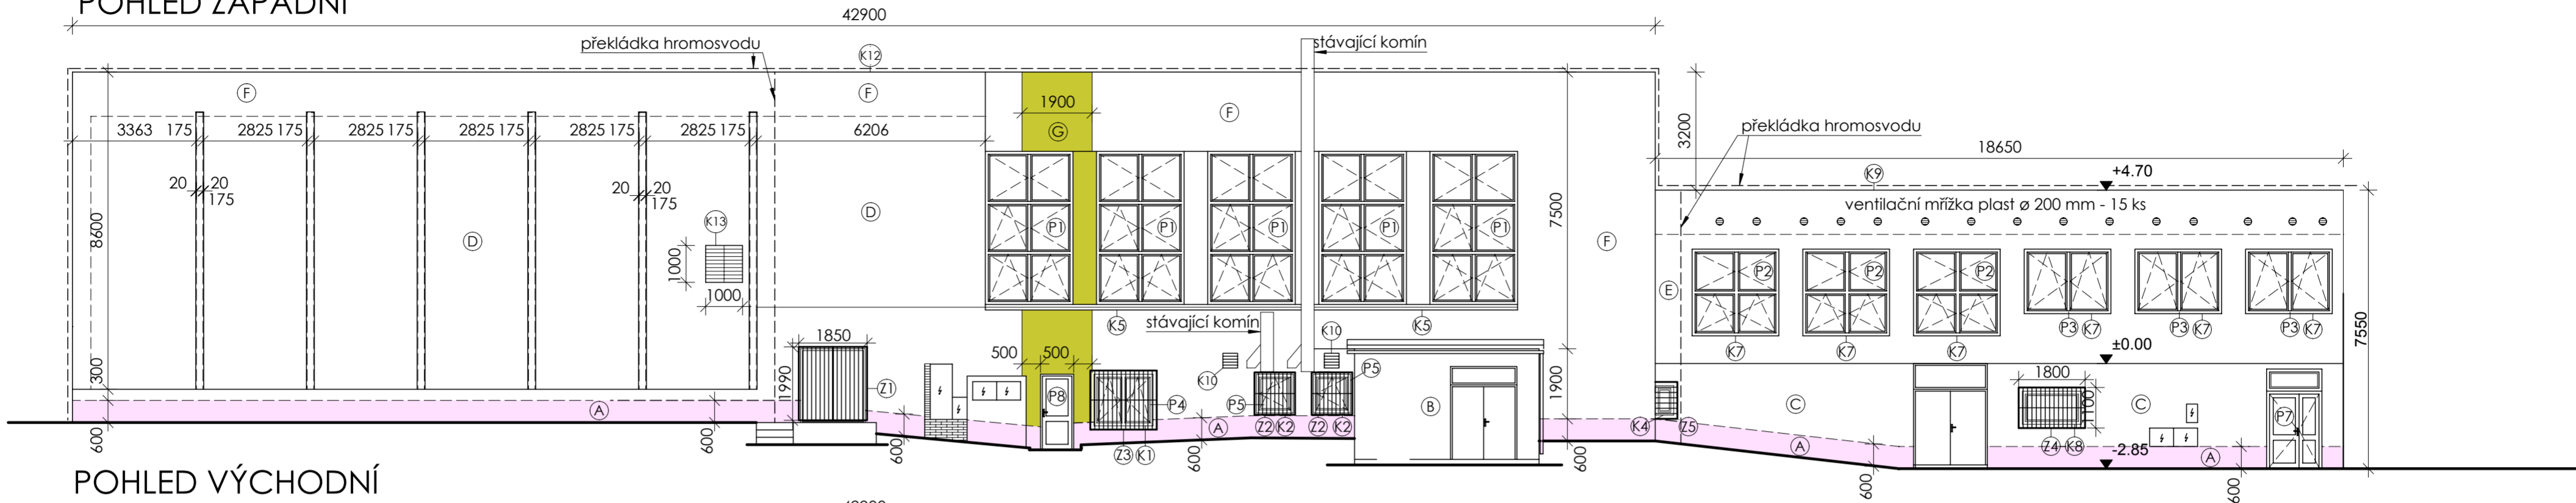 POHLED ZÁPADNÍ
42900
překládka hromosvodu
stávající komín
K12
F
F
1900
F
G
3363 175 2825 175 2825 175 2825 175 2825 175 2825 175 6206
3200
překládka hromosvodu
18650
+4.70
K9
ventilační mřížka plast ø 200 mm - 15 ks
20 20
175
20 20
175
8600
K13
D
D
1000
1000
P1 P1 P1 P1 P1
7500
F
E
P2 P2 P2
P3 K7 P3 K7 P3 K7
K5
stávající komín
K5
K10
K7 K7 K7
±0.00
7550
1850
500 500
300
1990
Z1
K10
P5
P8
P4
P5
B
1900
1800
1000
C
C
P7
A
Z2 K2 Z2 K2
K4 Z5
A
Z3 K1
A
Z4 K8
-2.85
A
600
600
600
600
600
600
600
POHLED VÝCHODNÍ